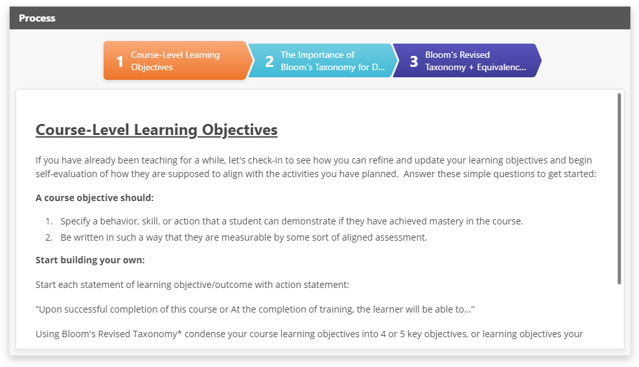 Process
1 Course-Level Learning
Objectives
2 The Importance of
Bloom's Taxonomy for D...
3 Bloom's Revised
Taxonomy + Equivalenc...
Course-Level Learning Objectives
If you have already been teaching for a while, let's check-in to see how you can refine and update your learning objectives and begin
self-evaluation of how they are supposed to align with the activities you have planned.  Answer these simple questions to get started:
A course objective should:
1. Specify a behavior, skill, or action that a student can demonstrate if they have achieved mastery in the course.
2. Be written in such a way that they are measurable by some sort of aligned assessment.
Start building your own:
Start each statement of learning objective/outcome with action statement:
“Upon successful completion of this course or At the completion of training, the learner will be able to…”
Using Bloom's Revised Taxonomy* condense your course learning objectives into 4 or 5 key objectives, or learning objectives your